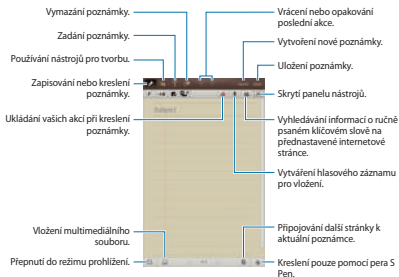 Vymazání poznámky.
Zadání poznámky.
Používání nástrojů pro tvorbu.
Zapisování nebo kreslení
poznámky.
Ukládání vašich akcí při kreslení
poznámky.
Vložení multimediálního
souboru.
Přepnutí do režimu prohlížení.
Vrácení nebo opakování
poslední akce.
Vytvoření nové poznámky.
Uložení poznámky.
Skrytí panelu nástrojů.
Vyhledávání informací o ručně
psaném klíčovém slově na
přednastavené internetové
stránce.
Vytváření hlasového záznamu
pro vložení.
Připojování další stránky k
aktuální poznámce.
Kreslení pouze pomocí pera S
Pen.